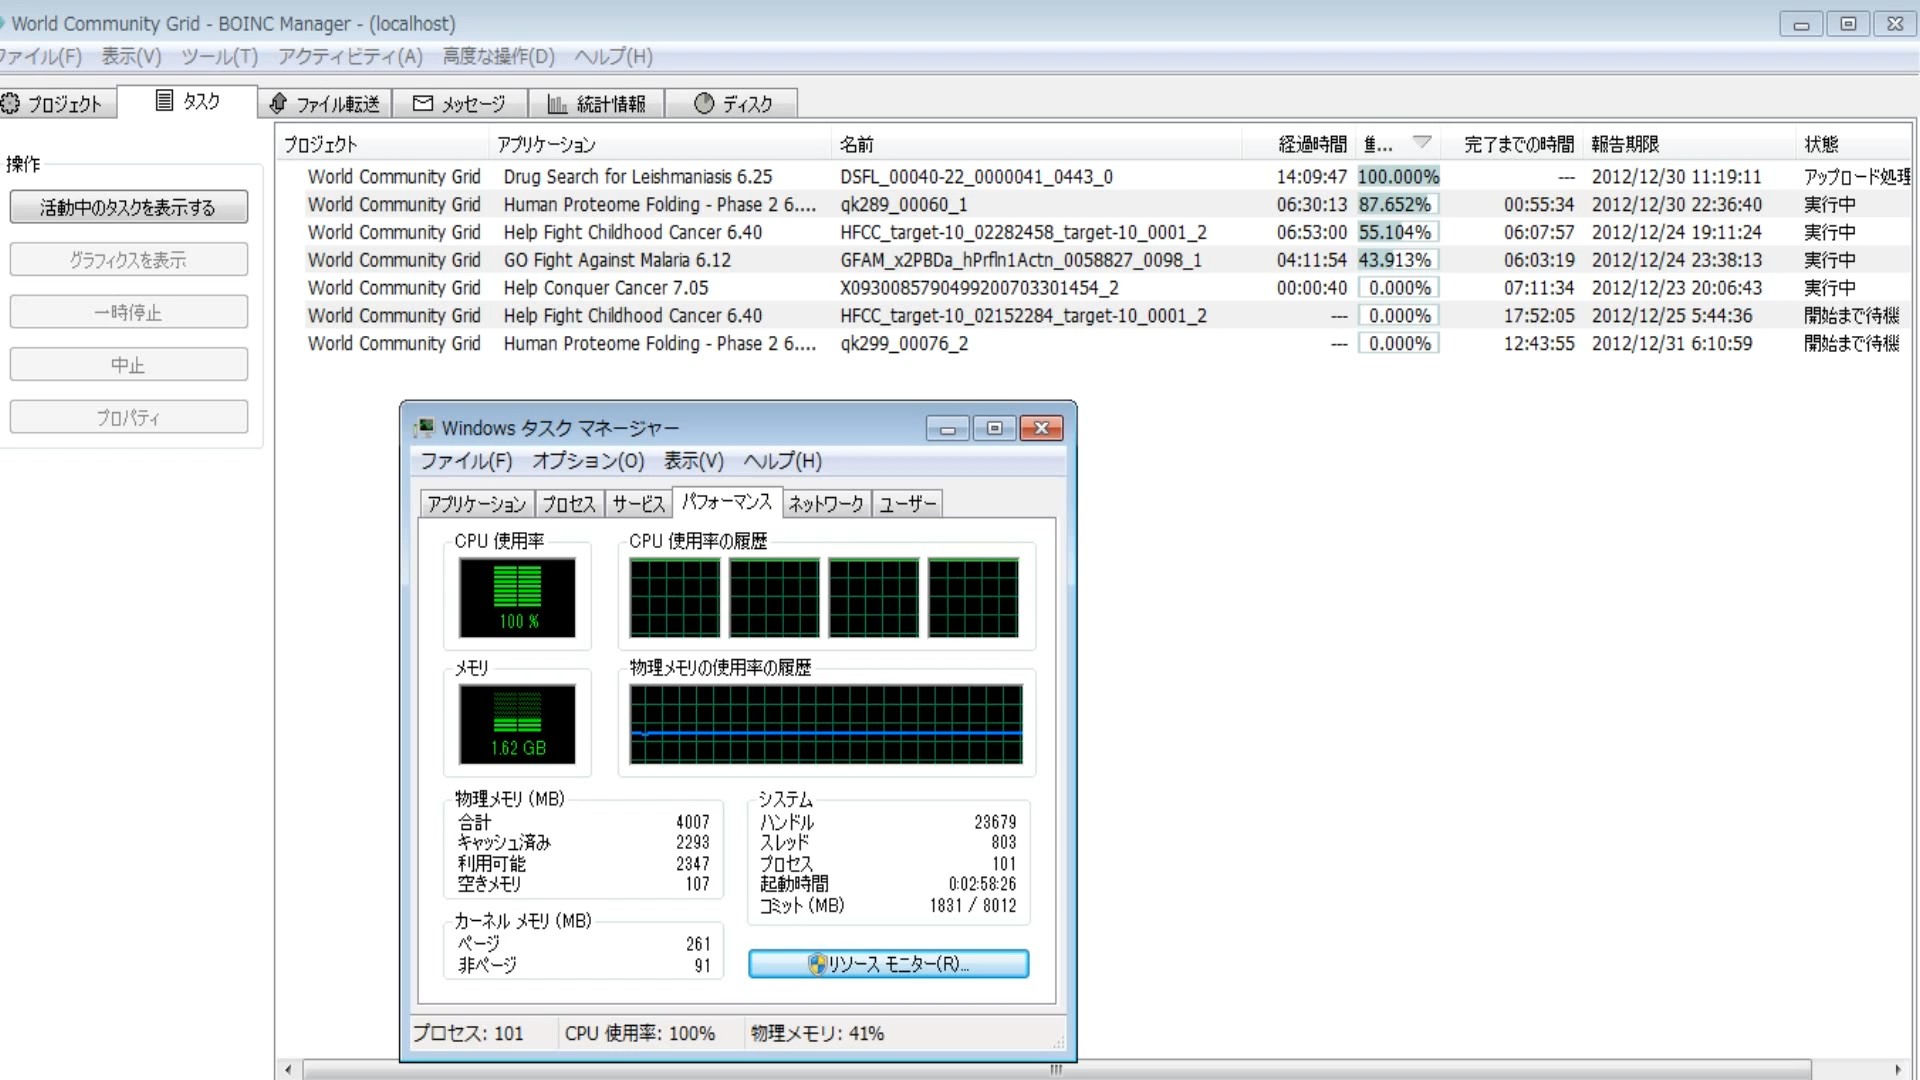 World Community Grid - BOINC Manager - (localhost)
ファイル(F) 表示(V) ツール(T) アクティビティ(A) 高度な操作(D) ヘルプ(H)
プロジェクト タスク ファイル転送 メッセージ 統計情報 ディスク
操作
活動中のタスクを表示する
グラフィクスを表示
一時停止
中止
プロパティ
プロジェクト アプリケーション 名前 経過時間 進... 完了までの時間 報告期限 状態
World Community Grid Drug Search for Leishmaniasis 6.25 DSFL_00040-22_0000041_0443_0 14:09:47 100.000% --- 2012/12/30 11:19:11 アップロード処理
World Community Grid Human Proteome Folding - Phase 2 6.... qk289_00060_1 06:30:13 87.652% 00:55:34 2012/12/30 22:36:40 実行中
World Community Grid Help Fight Childhood Cancer 6.40 HFCC_target-10_02282458_target-10_0001_2 06:53:00 55.104% 06:07:57 2012/12/24 19:11:24 実行中
World Community Grid GO Fight Against Malaria 6.12 GFAM_x2PBDa_hPrfln1Actn_0058827_0098_1 04:11:54 43.913% 06:03:19 2012/12/24 23:38:13 実行中
World Community Grid Help Conquer Cancer 7.05 X0930085790499200703301454_2 00:00:40 0.000% 07:11:34 2012/12/23 20:06:43 実行中
World Community Grid Help Fight Childhood Cancer 6.40 HFCC_target-10_02152284_target-10_0001_2 --- 0.000% 17:52:05 2012/12/25 5:44:36 開始まで待機
World Community Grid Human Proteome Folding - Phase 2 6.... qk299_00076_2 --- 0.000% 12:43:55 2012/12/31 6:10:59 開始まで待機
Windows タスク マネージャー
ファイル(F) オプション(O) 表示(V) ヘルプ(H)
アプリケーション プロセス サービス パフォーマンス ネットワーク ユーザー
CPU 使用率 CPU 使用率の履歴
100 %
メモリ 物理メモリの使用率の履歴
1.62 GB
物理メモリ (MB)
合計 4007
キャッシュ済み 2293
利用可能 2347
空きメモリ 107
カーネル メモリ (MB)
ページ 261
非ページ 91
システム
ハンドル 23679
スレッド 803
プロセス 101
起動時間 0:02:58:26
コミット (MB) 1831 / 8012
リソース モニター(R)...
プロセス: 101 CPU 使用率: 100% 物理メモリ: 41%